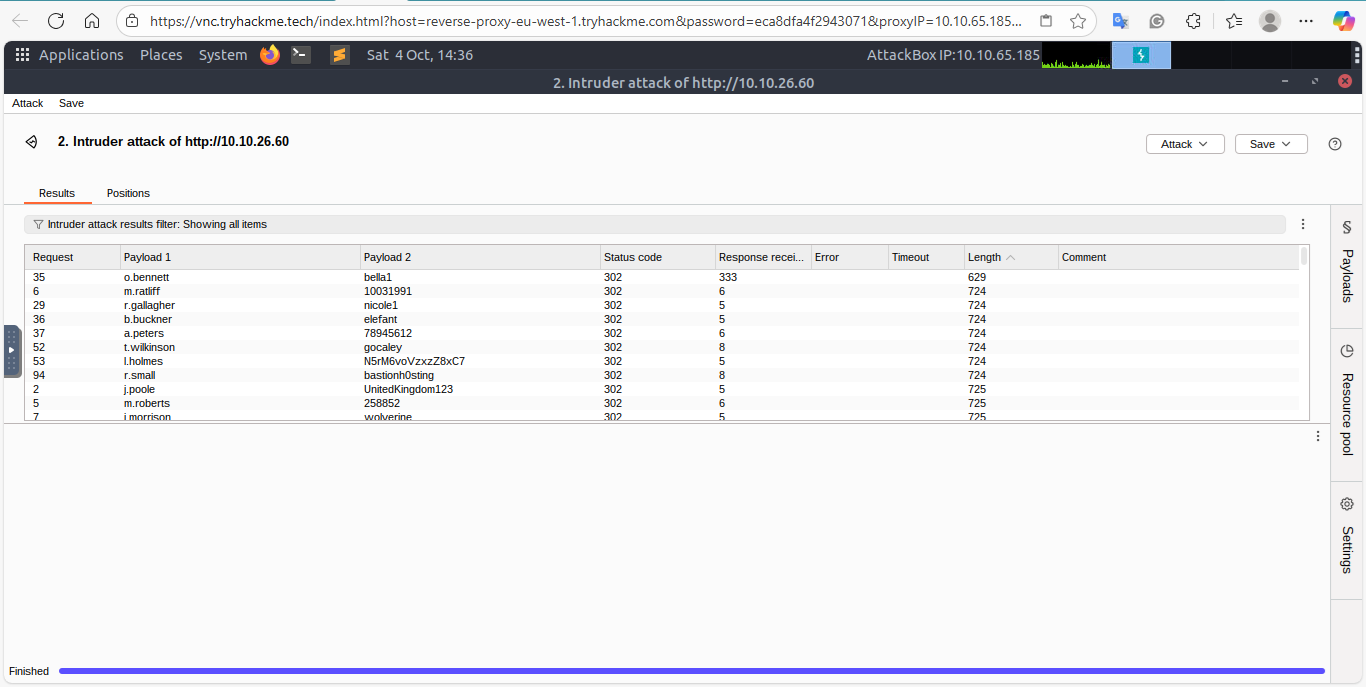 https://vnc.tryhackme.tech/index.html?host=reverse-proxy-eu-west-1.tryhackme.com&password=eca8dfa4f2943071&proxyIP=10.10.65.185...
Applications Places System Sat 4 Oct, 14:36 AttackBox IP:10.10.65.185
2. Intruder attack of http://10.10.26.60
Attack Save
2. Intruder attack of http://10.10.26.60 Attack Save
Results Positions
Intruder attack results filter: Showing all items
Request Payload 1 Payload 2 Status code Response recei... Error Timeout Length Comment
35 o.bennett bella1 302 333 629
6 m.ratliff 10031991 302 6 724
29 r.gallagher nicole1 302 5 724
36 b.buckner elefant 302 5 724
37 a.peters 78945612 302 6 724
52 t.wilkinson gocaley 302 8 724
53 l.holmes N5rM6voVzxzZ8xC7 302 5 724
94 r.small bastionh0sting 302 8 724
2 j.poole UnitedKingdom123 302 5 725
5 m.roberts 258852 302 6 725
7 j.morrison wolverine 302 5 725
Payloads
Resource pool
Settings
Finished